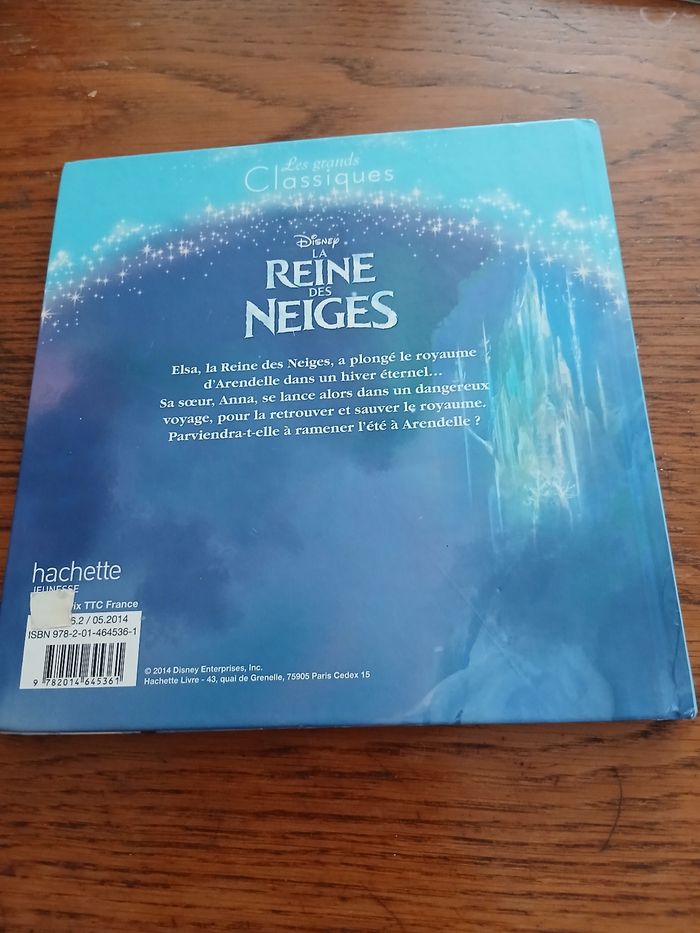 Les grands
Classiques
Disney
LA
REINE
DES
NEIGES
Elsa, la Reine des Neiges, a plongé le royaume
d'Arendelle dans un hiver éternel...
Sa sœur, Anna, se lance alors dans un dangereux
voyage, pour la retrouver et sauver le royaume.
Parviendra-t-elle à ramener l'été à Arendelle ?
hachette
JEUNESSE
TTC France
/ 05.2014
ISBN 978-2-01-464536-1
9 782014 645361
© 2014 Disney Enterprises, Inc.
Hachette Livre - 43, quai de Grenelle, 75905 Paris Cedex 15